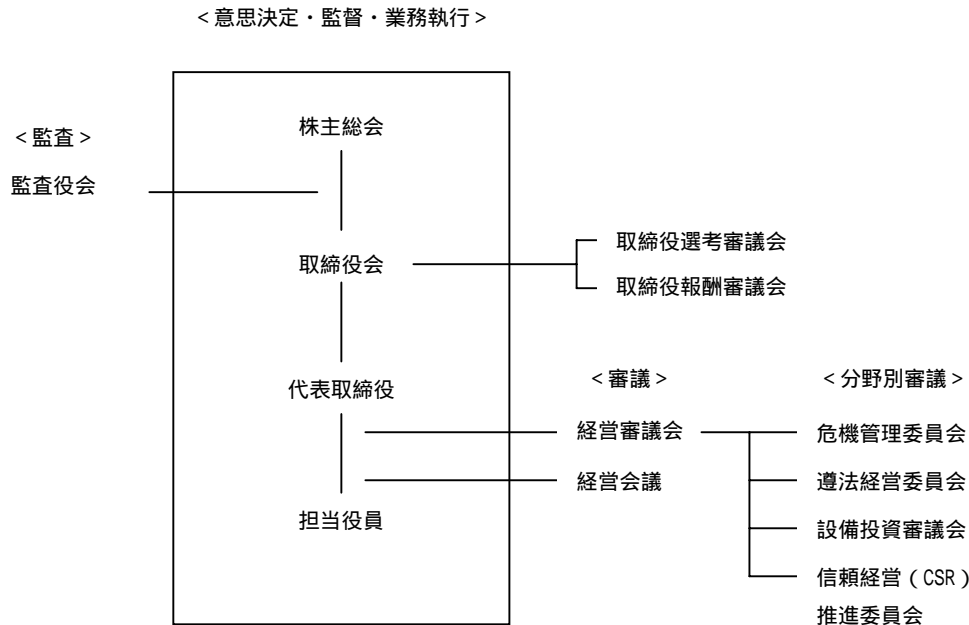 ＜意思決定・監督・業務執行＞
株主総会
＜監査＞
監査役会
取締役会
取締役選考審議会
取締役報酬審議会
代表取締役
＜審議＞
＜分野別審議＞
経営審議会
危機管理委員会
経営会議
遵法経営委員会
担当役員
設備投資審議会
信頼経営（CSR）
推進委員会